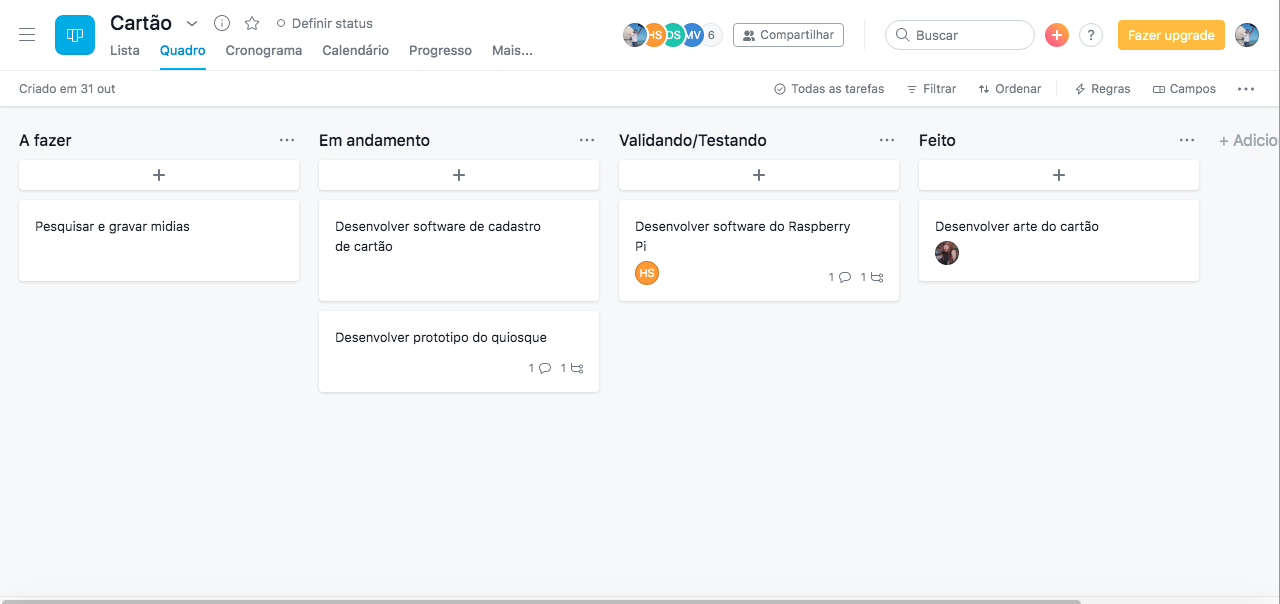 Cartão
Definir status
Lista Quadro Cronograma Calendário Progresso Mais...
HS DS MV 6
Compartilhar
Buscar
?
Fazer upgrade
Criado em 31 out
Todas as tarefas Filtrar Ordenar Regras Campos
A fazer
Pesquisar e gravar midias
Em andamento
Desenvolver software de cadastro
de cartão
Desenvolver prototipo do quiosque
1 1
Validando/Testando
Desenvolver software do Raspberry
Pi
HS
1 1
Feito
Desenvolver arte do cartão
+ Adicio